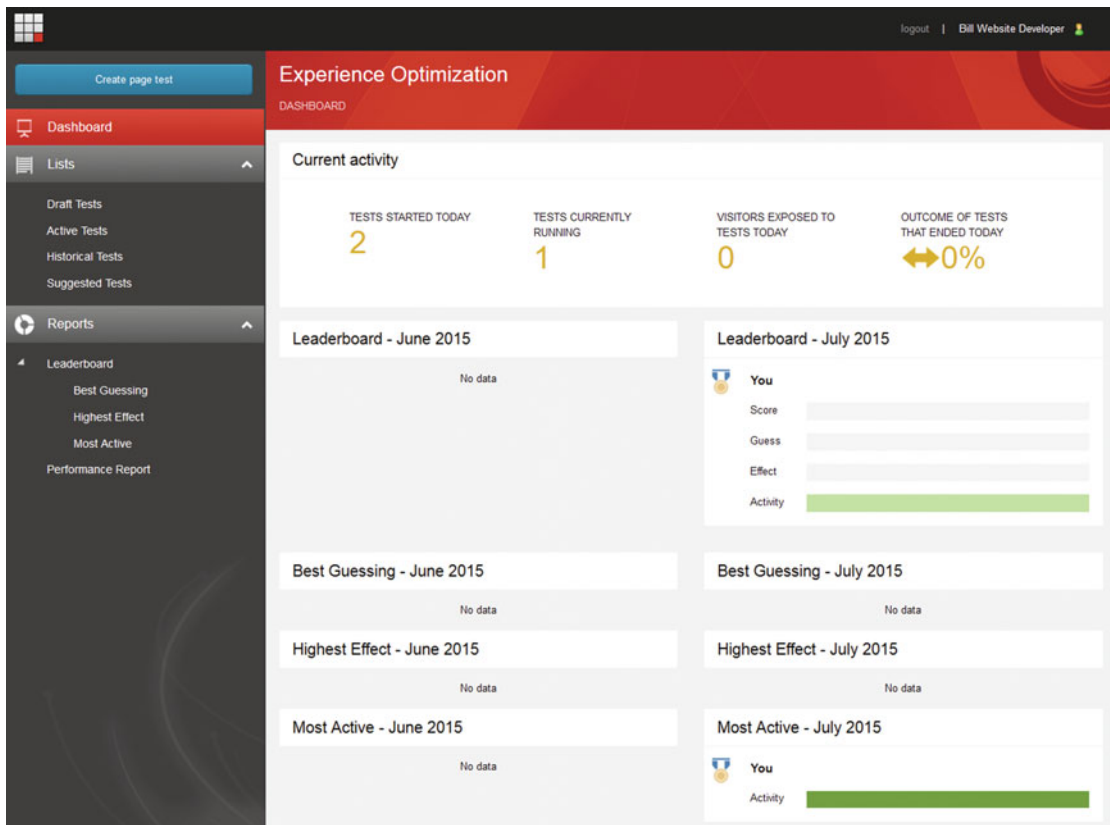 logout | Bill Website Developer
Create page test
Dashboard
Lists
Draft Tests
Active Tests
Historical Tests
Suggested Tests
Reports
Leaderboard
Best Guessing
Highest Effect
Most Active
Performance Report
Experience Optimization
DASHBOARD
Current activity
TESTS STARTED TODAY
2
TESTS CURRENTLY
RUNNING
1
VISITORS EXPOSED TO
TESTS TODAY
0
OUTCOME OF TESTS
THAT ENDED TODAY
0%
Leaderboard - June 2015
No data
Leaderboard - July 2015
You
Score
Guess
Effect
Activity
Best Guessing - June 2015
No data
Best Guessing - July 2015
No data
Highest Effect - June 2015
No data
Highest Effect - July 2015
No data
Most Active - June 2015
No data
Most Active - July 2015
You
Activity